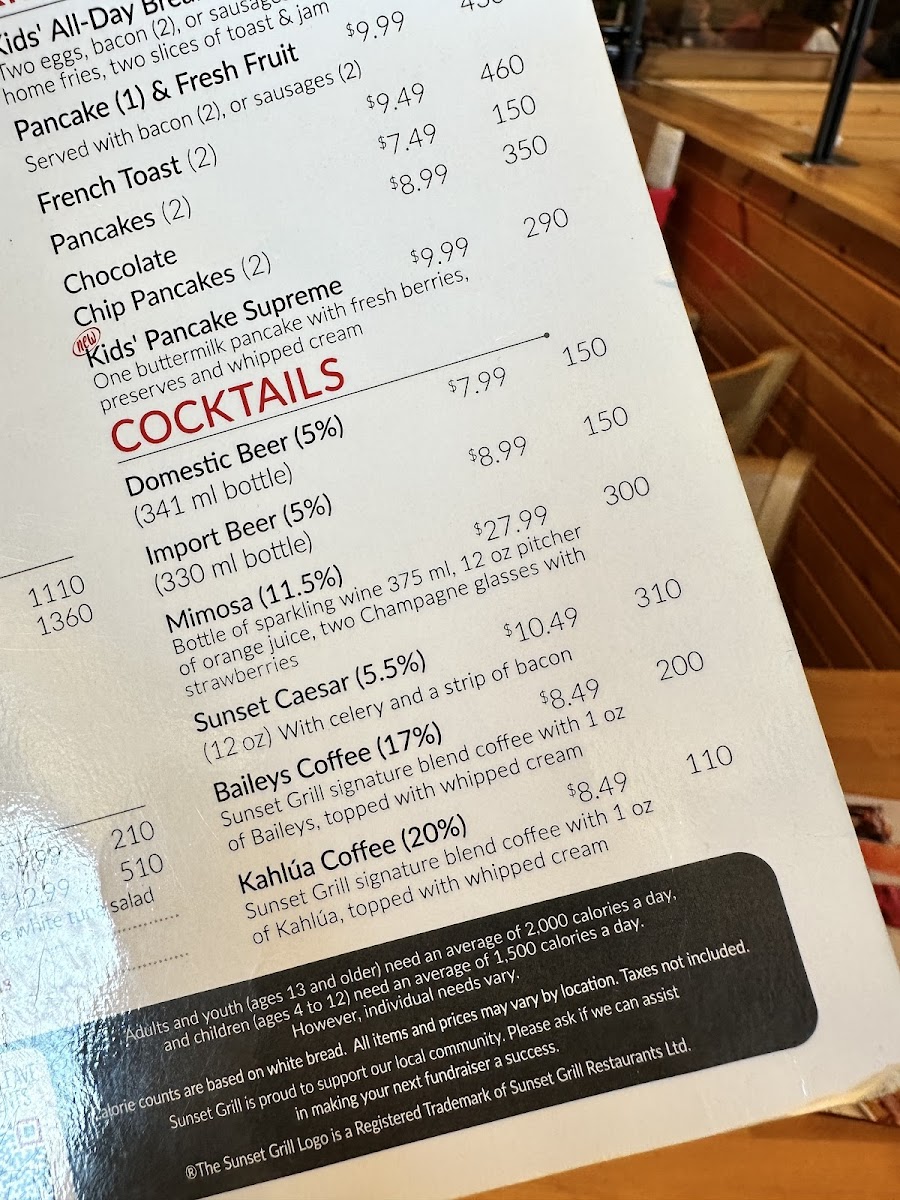 Kids' All-Day
Two eggs, bacon (2), or sausages
home fries, two slices of toast & jam
Pancake (1) & Fresh Fruit $9.99
Served with bacon (2), or sausages (2)
French Toast (2) $9.49 460
Pancakes (2) $7.49 150
Chocolate $8.99 350
Chip Pancakes (2)
new
Kids' Pancake Supreme $9.99 290
One buttermilk pancake with fresh berries,
preserves and whipped cream
COCKTAILS
Domestic Beer (5%) $7.99 150
(341 ml bottle)
Import Beer (5%) $8.99 150
(330 ml bottle)
Mimosa (11.5%) $27.99 300
Bottle of sparkling wine 375 ml, 12 oz pitcher
of orange juice, two Champagne glasses with
strawberries
Sunset Caesar (5.5%) $10.49 310
(12 oz) With celery and a strip of bacon
Baileys Coffee (17%) $8.49 200
Sunset Grill signature blend coffee with 1 oz
of Baileys, topped with whipped cream
Kahlúa Coffee (20%) $8.49 110
Sunset Grill signature blend coffee with 1 oz
of Kahlúa, topped with whipped cream
1110
1360
210
510
salad
Adults and youth (ages 13 and older) need an average of 2,000 calories a day,
and children (ages 4 to 12) need an average of 1,500 calories a day.
However, individual needs vary.
Calorie counts are based on white bread. All items and prices may vary by location. Taxes not included.
Sunset Grill is proud to support our local community. Please ask if we can assist
in making your next fundraiser a success.
®The Sunset Grill Logo is a Registered Trademark of Sunset Grill Restaurants Ltd.